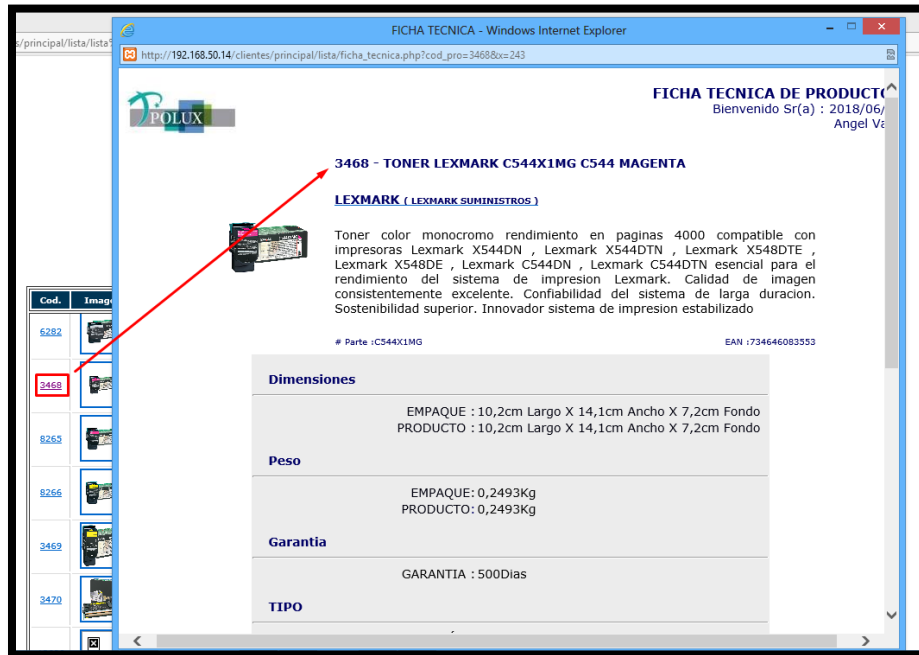 FICHA TECNICA - Windows Internet Explorer
s/principal/lista/lista
http://192.168.50.14/clientes/principal/lista/ficha_tecnica.php?cod_pro=3468&x=243
POLUX
FICHA TECNICA DE PRODUCTO
Bienvenido Sr(a) : 2018/06/
Angel Va
3468 - TONER LEXMARK C544X1MG C544 MAGENTA
LEXMARK ( LEXMARK SUMINISTROS )
Toner color monocromo rendimiento en paginas 4000 compatible con
impresoras Lexmark X544DN , Lexmark X544DTN , Lexmark X548DTE ,
Lexmark X548DE , Lexmark C544DN , Lexmark C544DTN esencial para el
rendimiento del sistema de impresion Lexmark. Calidad de imagen
consistentemente excelente. Confiabilidad del sistema de larga duracion.
Sostenibilidad superior. Innovador sistema de impresion estabilizado
# Parte :C544X1MG EAN :734646083553
Dimensiones
EMPAQUE : 10,2cm Largo X 14,1cm Ancho X 7,2cm Fondo
PRODUCTO : 10,2cm Largo X 14,1cm Ancho X 7,2cm Fondo
Peso
EMPAQUE: 0,2493Kg
PRODUCTO: 0,2493Kg
Garantia
GARANTIA : 500Dias
TIPO
Cod. Image
6282
3468
8265
8266
3469
3470